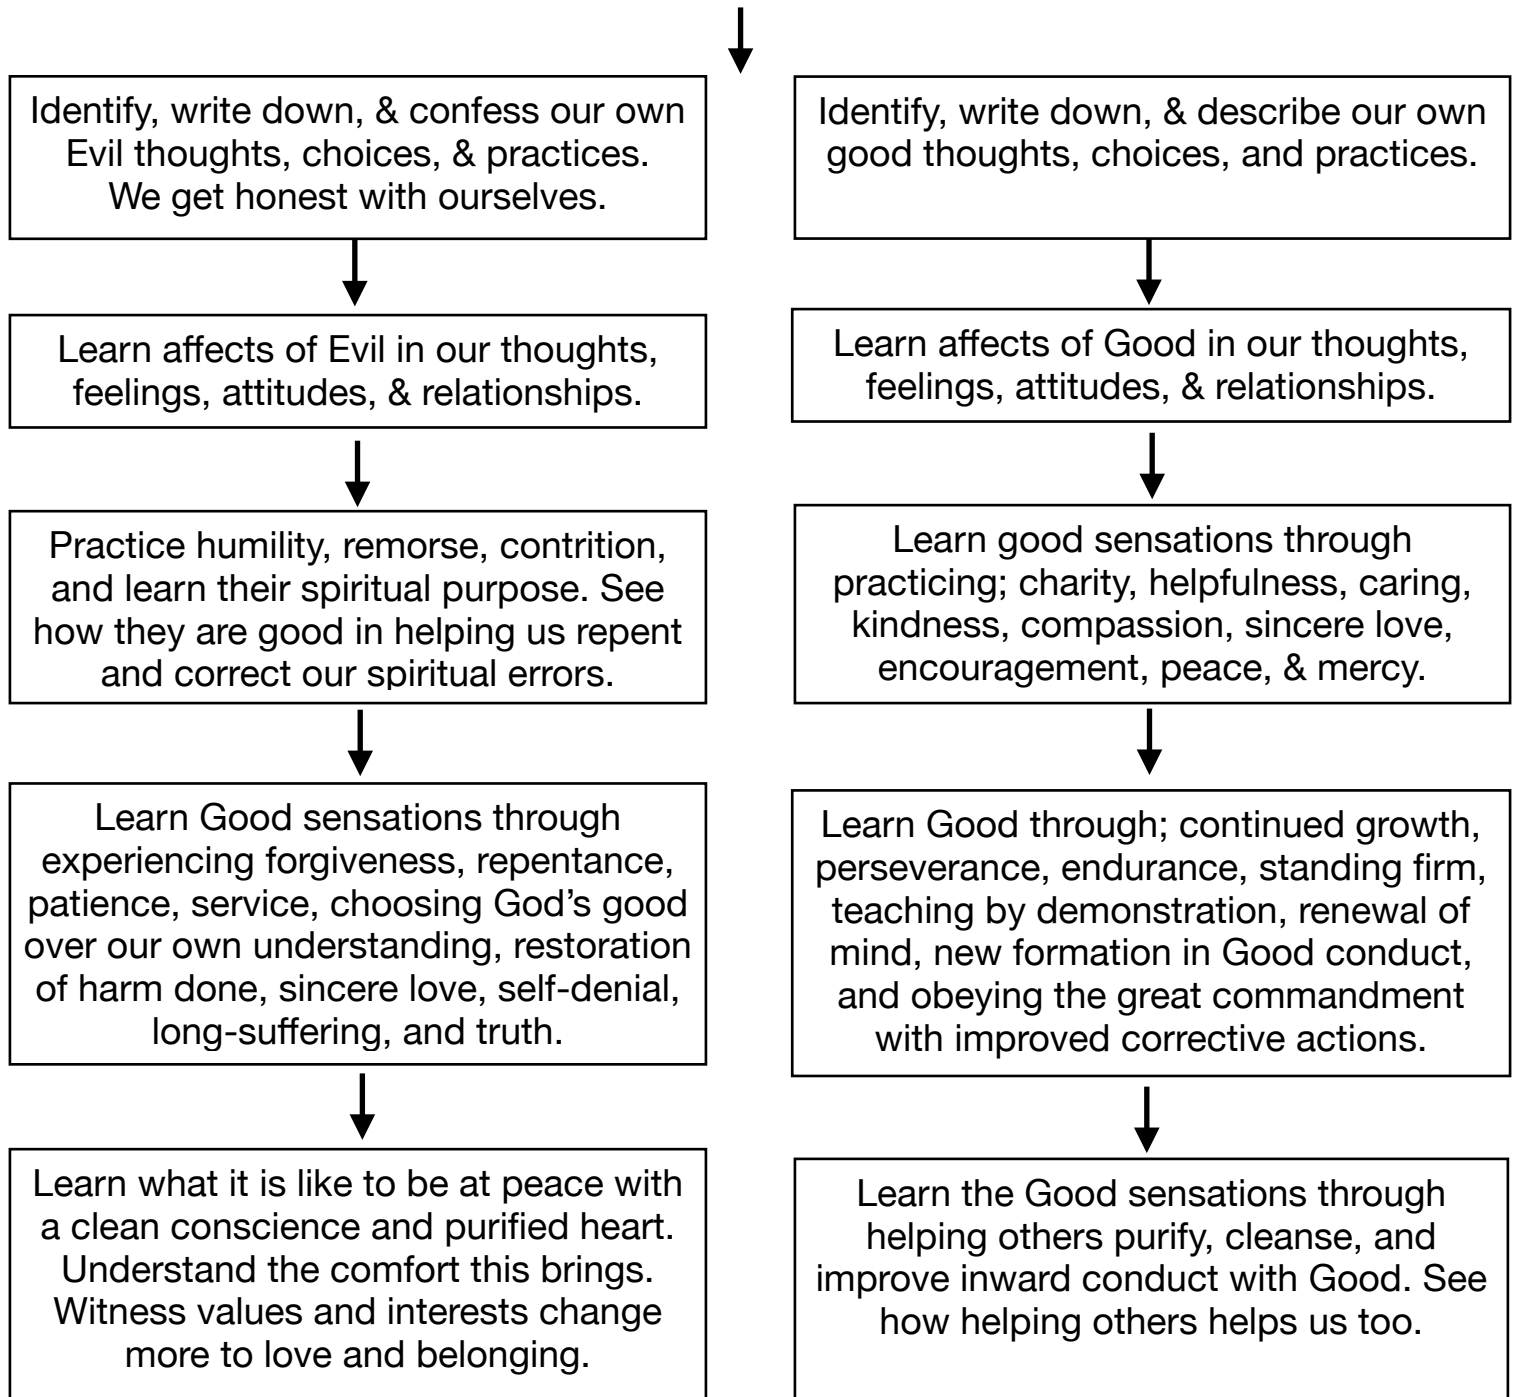 Identify, write down, & confess our own
Evil thoughts, choices, & practices.
We get honest with ourselves.
Identify, write down, & describe our own
good thoughts, choices, and practices.
Learn affects of Evil in our thoughts,
feelings, attitudes, & relationships.
Learn affects of Good in our thoughts,
feelings, attitudes, & relationships.
Practice humility, remorse, contrition,
and learn their spiritual purpose. See
how they are good in helping us repent
and correct our spiritual errors.
Learn good sensations through
practicing; charity, helpfulness, caring,
kindness, compassion, sincere love,
encouragement, peace, & mercy.
Learn Good sensations through
experiencing forgiveness, repentance,
patience, service, choosing God’s good
over our own understanding, restoration
of harm done, sincere love, self-denial,
long-suffering, and truth.
Learn Good through; continued growth,
perseverance, endurance, standing firm,
teaching by demonstration, renewal of
mind, new formation in Good conduct,
and obeying the great commandment
with improved corrective actions.
Learn what it is like to be at peace with
a clean conscience and purified heart.
Understand the comfort this brings.
Witness values and interests change
more to love and belonging.
Learn the Good sensations through
helping others purify, cleanse, and
improve inward conduct with Good. See
how helping others helps us too.